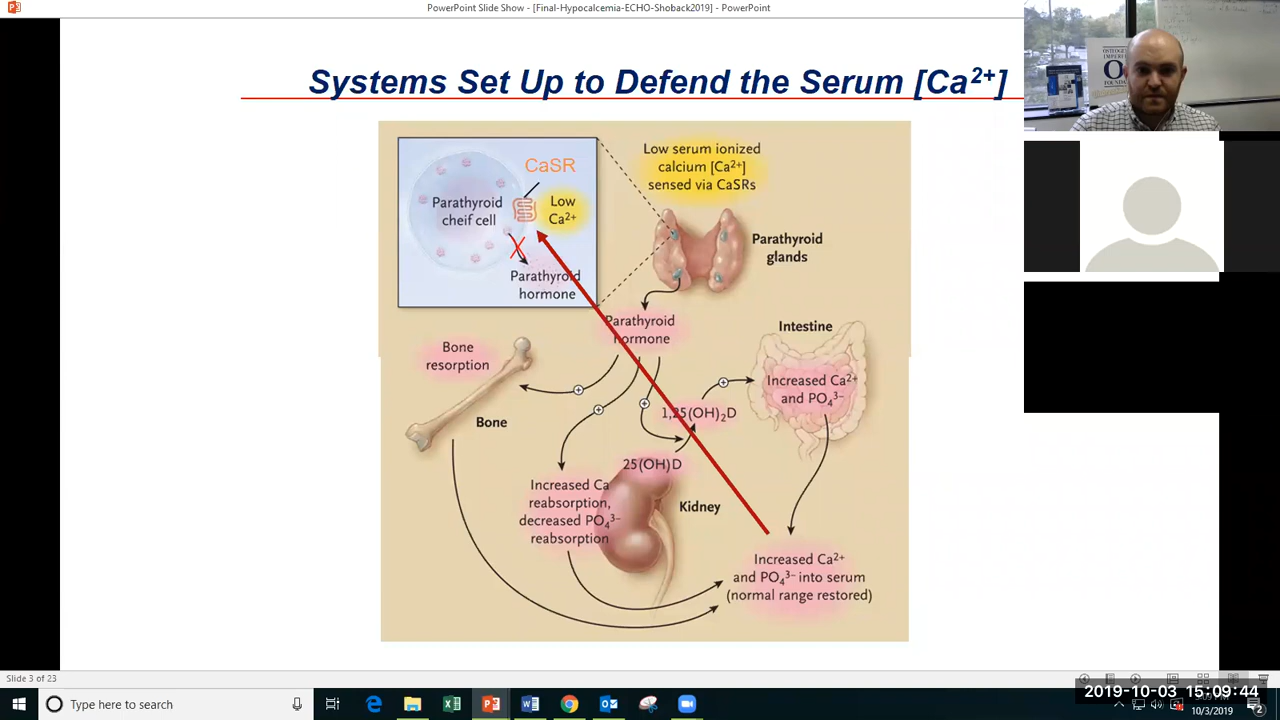 PowerPoint Slide Show - [Final-Hypocalcemia-ECHO-Shoback2019] - PowerPoint
Systems Set Up to Defend the Serum [Ca²⁺]
CaSR
Parathyroid
cheif cell
Low
Ca²⁺
Parathyroid
hormone
Low serum ionized
calcium [Ca²⁺]
sensed via CaSRs
Parathyroid
glands
Parathyroid
hormone
Bone
resorption
Bone
Intestine
Increased Ca²⁺
and PO₄³⁻
1,25(OH)₂D
25(OH)D
Increased Ca
reabsorption,
decreased PO₄³⁻
reabsorption
Kidney
Increased Ca²⁺
and PO₄³⁻ into serum
(normal range restored)
Slide 3 of 23
Type here to search
2019-10-03 15:09:44
10/3/2019